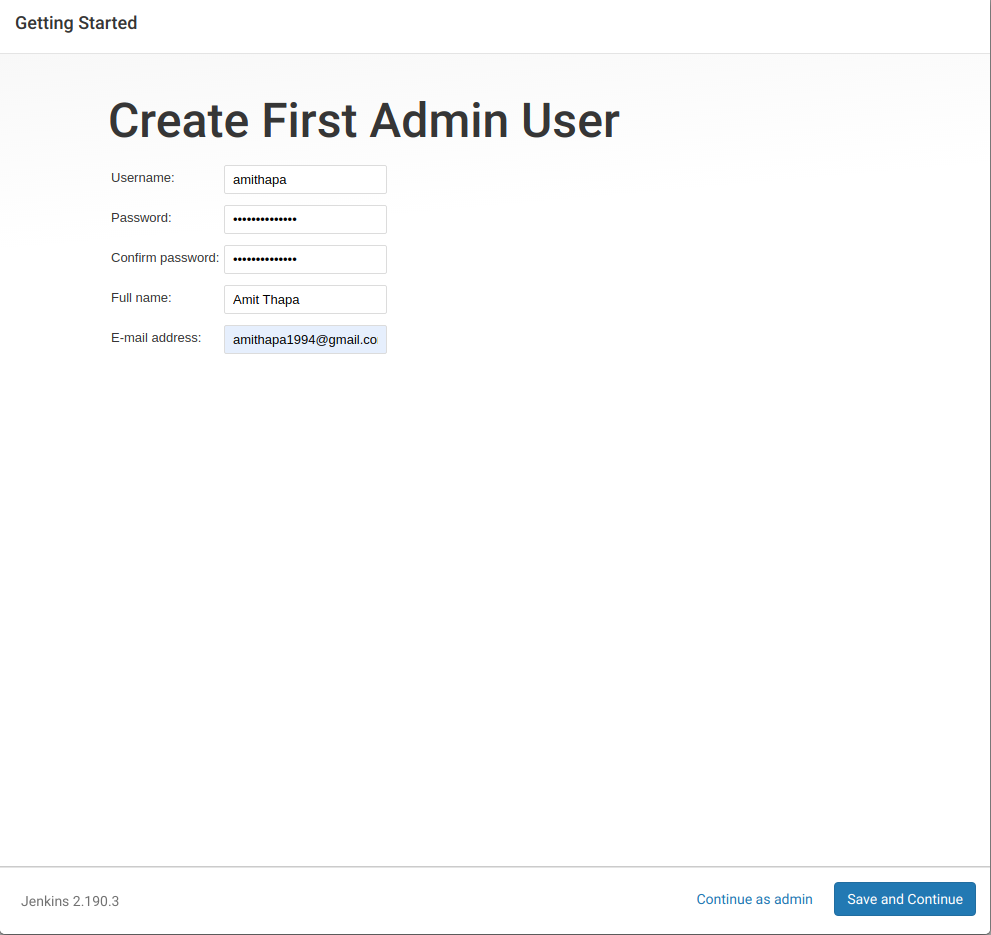 Getting Started
Create First Admin User
Username: amithapa
Password: ••••••••••••••
Confirm password: ••••••••••••••
Full name: Amit Thapa
E-mail address: amithapa1994@gmail.co
Jenkins 2.190.3 Continue as admin Save and Continue